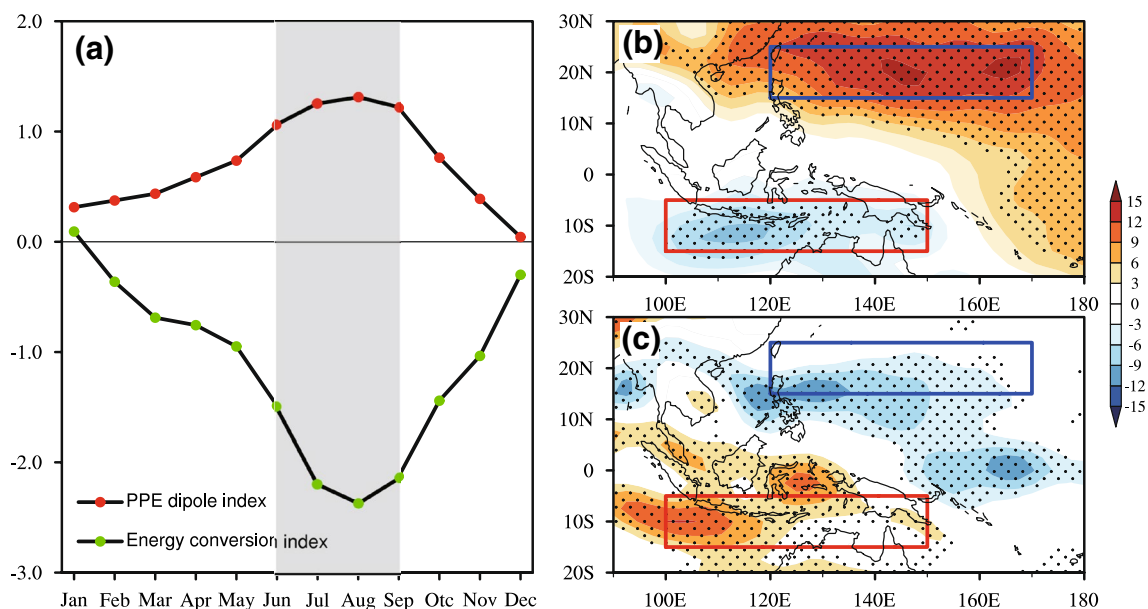 (a)
2.0
1.0
0.0
-1.0
-2.0
-3.0
PPE dipole index
Energy conversion index
Jan Feb Mar Apr May Jun Jul Aug Sep Otc Nov Dec
(b)
30N
20N
10N
0
10S
20S
100E 120E 140E 160E 180
(c)
30N
20N
10N
0
10S
20S
100E 120E 140E 160E 180
15
12
9
6
3
0
-3
-6
-9
-12
-15